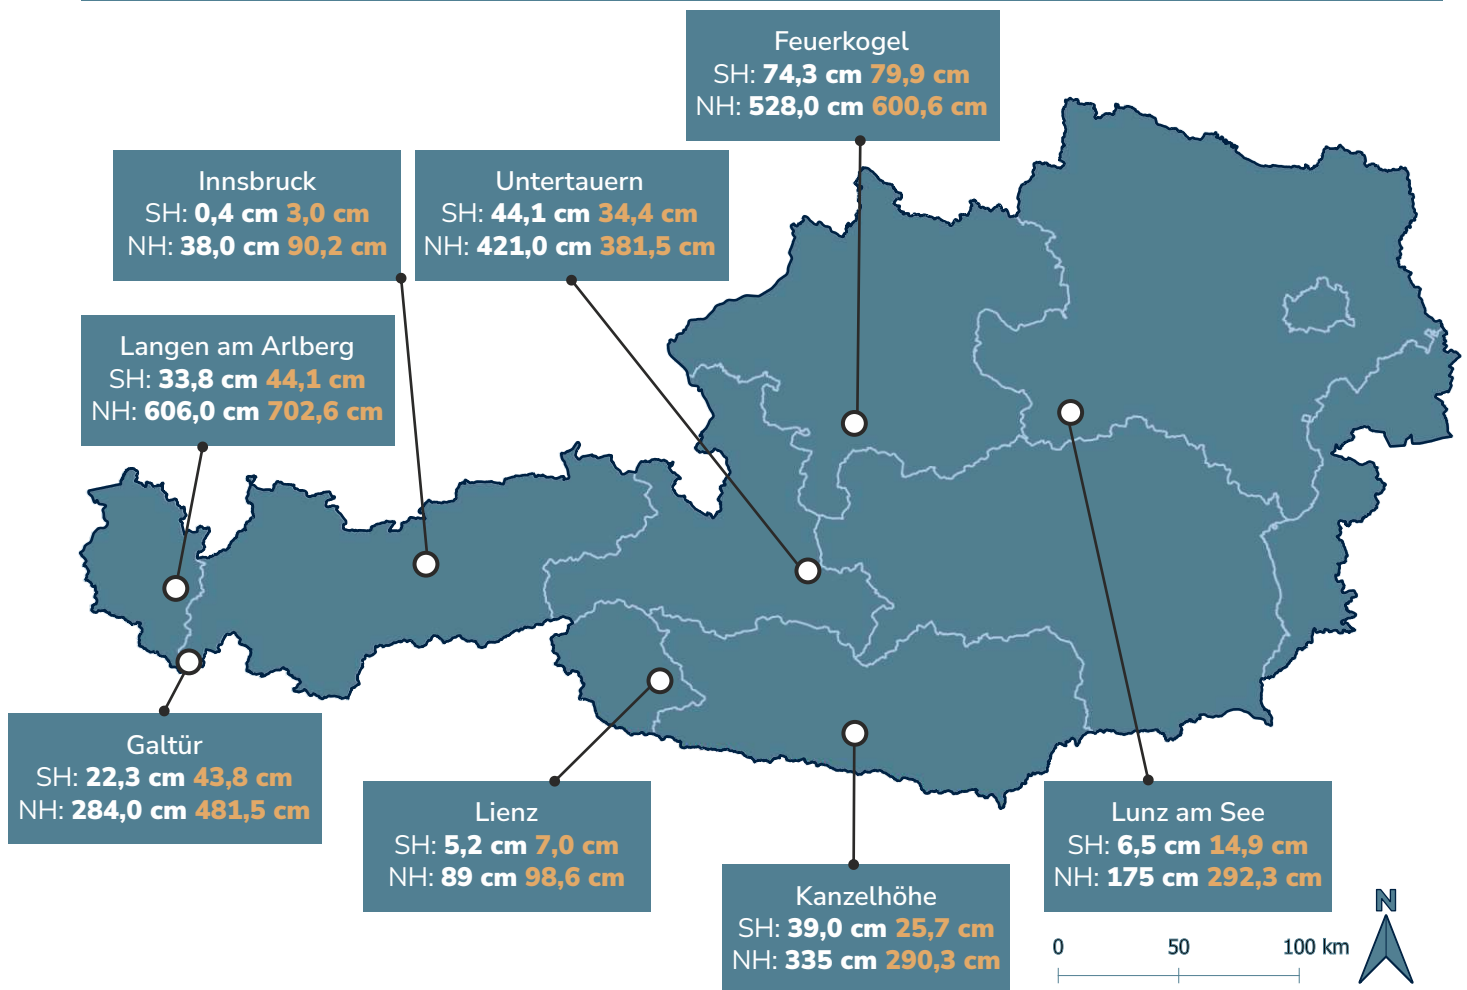 Feuerkogel
SH: 74,3 cm 79,9 cm
NH: 528,0 cm 600,6 cm
Innsbruck
SH: 0,4 cm 3,0 cm
NH: 38,0 cm 90,2 cm
Untertauern
SH: 44,1 cm 34,4 cm
NH: 421,0 cm 381,5 cm
Langen am Arlberg
SH: 33,8 cm 44,1 cm
NH: 606,0 cm 702,6 cm
Galtür
SH: 22,3 cm 43,8 cm
NH: 284,0 cm 481,5 cm
Lienz
SH: 5,2 cm 7,0 cm
NH: 89 cm 98,6 cm
Kanzelhöhe
SH: 39,0 cm 25,7 cm
NH: 335 cm 290,3 cm
Lunz am See
SH: 6,5 cm 14,9 cm
NH: 175 cm 292,3 cm
N
0 50 100 km